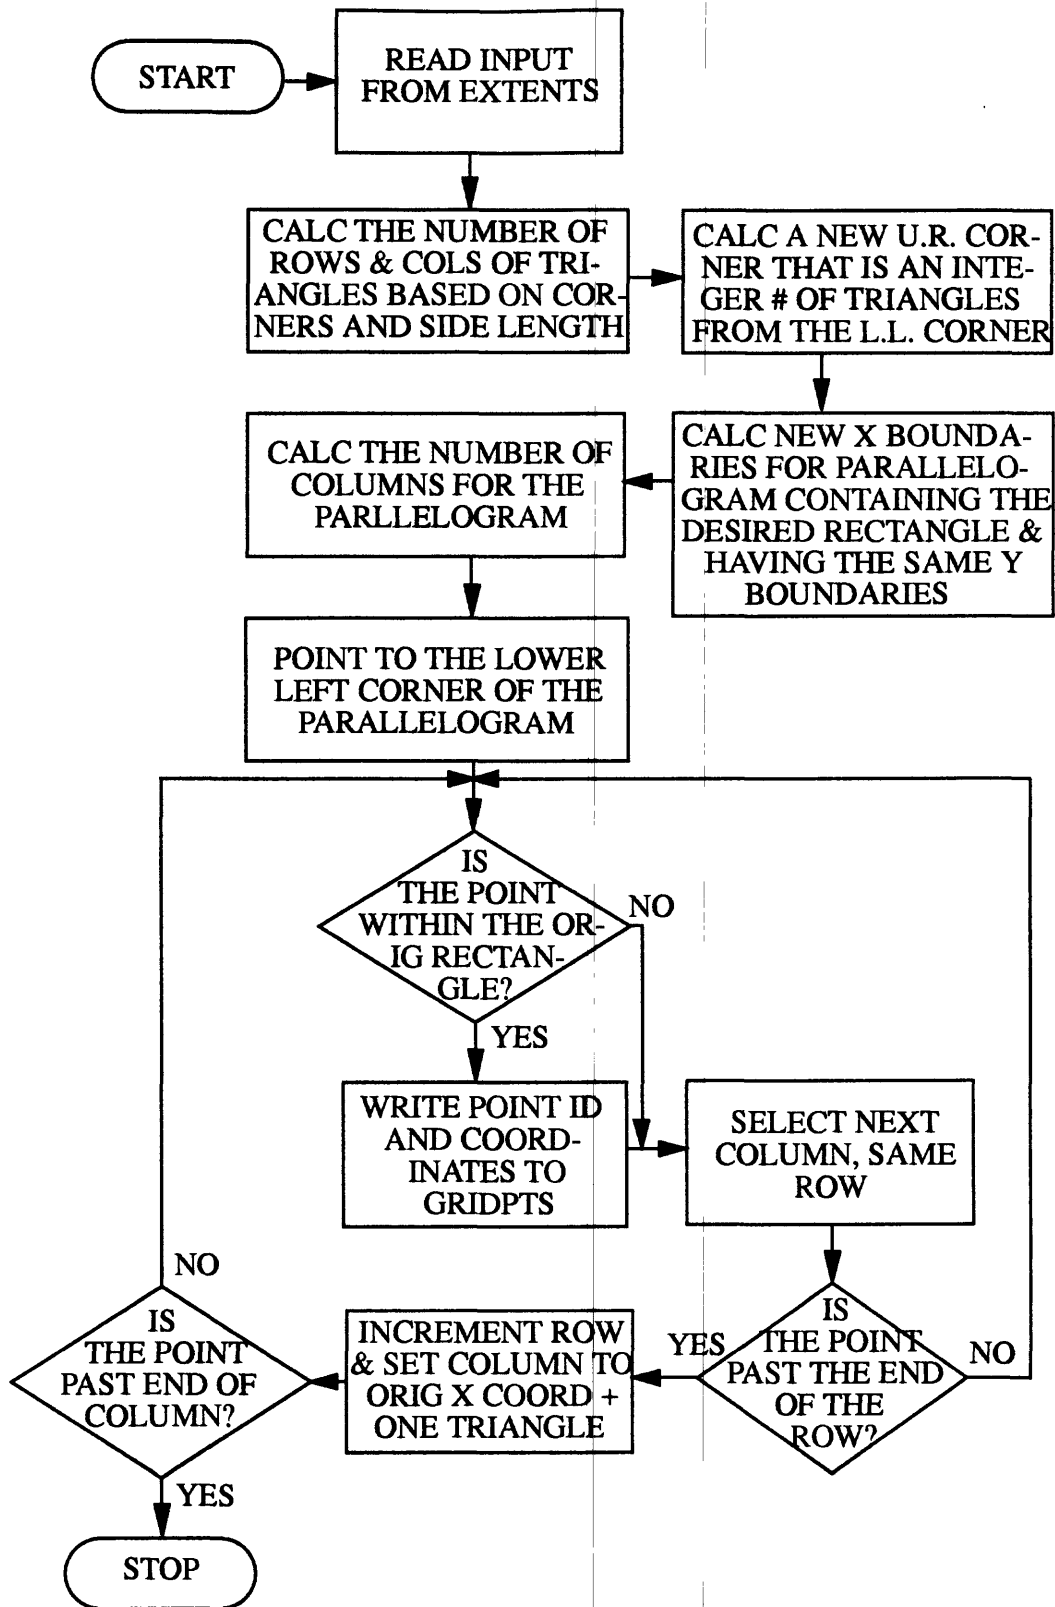 START
READ INPUT
FROM EXTENTS
CALC THE NUMBER OF
ROWS & COLS OF TRI-
ANGLES BASED ON COR-
NERS AND SIDE LENGTH
CALC A NEW U.R. COR-
NER THAT IS AN INTE-
GER # OF TRIANGLES
FROM THE L.L. CORNER
CALC NEW X BOUNDA-
RIES FOR PARALLELO-
GRAM CONTAINING THE
DESIRED RECTANGLE &
HAVING THE SAME Y
BOUNDARIES
CALC THE NUMBER OF
COLUMNS FOR THE
PARLLELOGRAM
POINT TO THE LOWER
LEFT CORNER OF THE
PARALLELOGRAM
IS
THE POINT
WITHIN THE OR-
IG RECTAN-
GLE?
NO
YES
WRITE POINT ID
AND COORD-
INATES TO
GRIDPTS
SELECT NEXT
COLUMN, SAME
ROW
IS
THE POINT
PAST THE END
OF THE
ROW?
NO
YES
INCREMENT ROW
& SET COLUMN TO
ORIG X COORD +
ONE TRIANGLE
IS
THE POINT
PAST END OF
COLUMN?
NO
YES
STOP